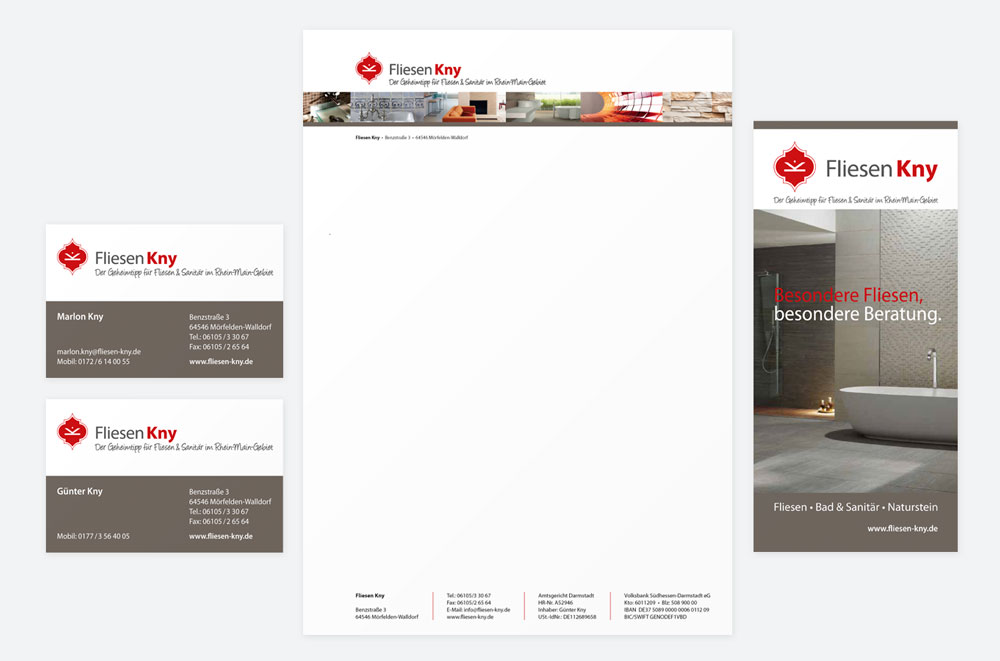 Fliesen Kny
Der Geheimtipp für Fliesen & Sanitär im Rhein-Main-Gebiet
Marlon Kny
marlon.kny@fliesen-kny.de
Mobil: 0172 / 6 14 00 55
Benzstraße 3
64546 Mörfelden-Walldorf
Tel.: 06105 / 3 30 67
Fax: 06105 / 2 65 64
www.fliesen-kny.de
Fliesen Kny
Der Geheimtipp für Fliesen & Sanitär im Rhein-Main-Gebiet
Günter Kny
Mobil: 0177 / 3 56 40 05
Benzstraße 3
64546 Mörfelden-Walldorf
Tel.: 06105 / 3 30 67
Fax: 06105 / 2 65 64
www.fliesen-kny.de
Fliesen Kny
Der Geheimtipp für Fliesen & Sanitär im Rhein-Main-Gebiet
Fliesen Kny • Benzstraße 3 • 64546 Mörfelden-Walldorf
Fliesen Kny
Benzstraße 3
64546 Mörfelden-Walldorf
Tel.: 06105/3 30 67
Fax: 06105/2 65 64
E-Mail: info@fliesen-kny.de
www.fliesen-kny.de
Amtsgericht Darmstadt
HR-Nr. A52946
Inhaber: Günter Kny
USt.-IdNr.: DE112689658
Volksbank Südhessen-Darmstadt eG
Kto: 6011209 • Blz: 508 900 00
IBAN DE37 5089 0000 0006 0112 09
BIC/SWIFT GENODEF1VBD
Fliesen Kny
Der Geheimtipp für Fliesen & Sanitär im Rhein-Main-Gebiet
Besondere Fliesen,
besondere Beratung.
Fliesen • Bad & Sanitär • Naturstein
www.fliesen-kny.de